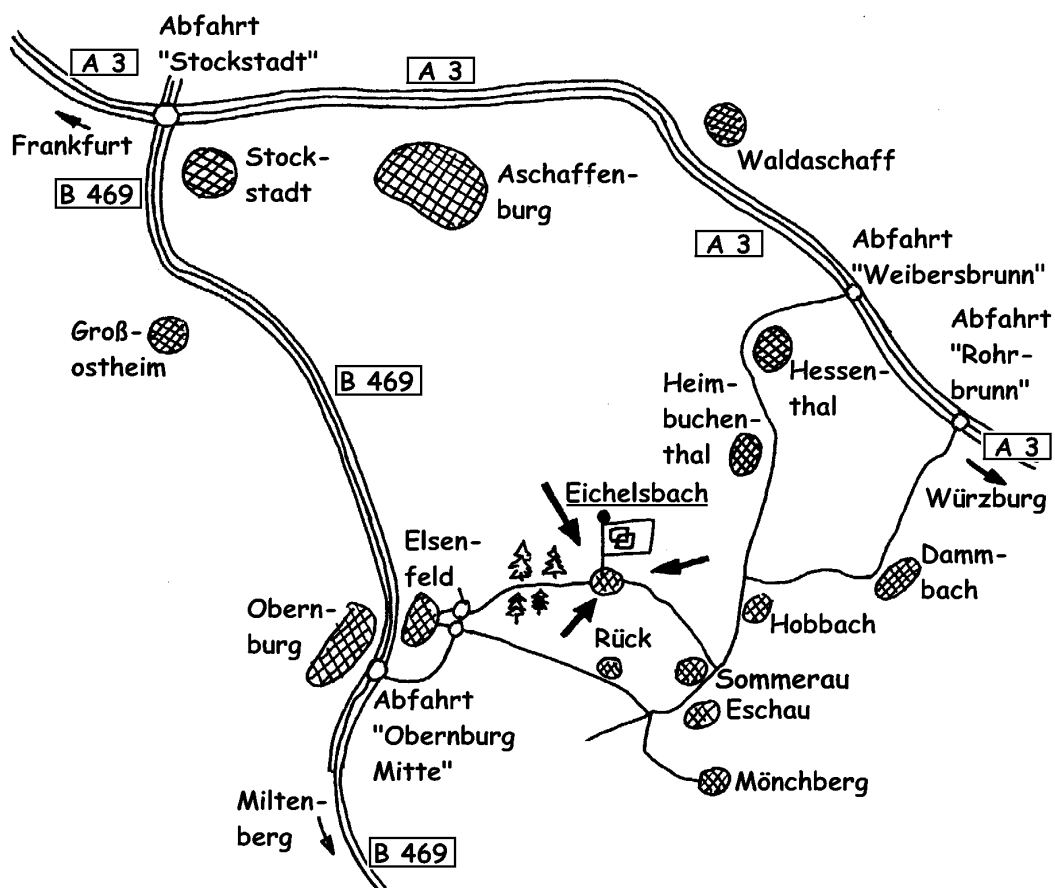 Abfahrt
"Stockstadt"
A 3
A 3
Frankfurt
Stock-
stadt
B 469
Aschaffen-
burg
Waldaschaff
A 3
Abfahrt
"Weibersbrunn"
Abfahrt
"Rohr-
brunn"
Groß-
ostheim
B 469
Hessen-
thal
Heim-
buchen-
thal
A 3
Würzburg
Eichelsbach
Elsen-
feld
Damm-
bach
Obern-
burg
Rück
Hobbach
Sommerau
Eschau
Abfahrt
"Obernburg
Mitte"
Mönchberg
Milten-
berg
B 469